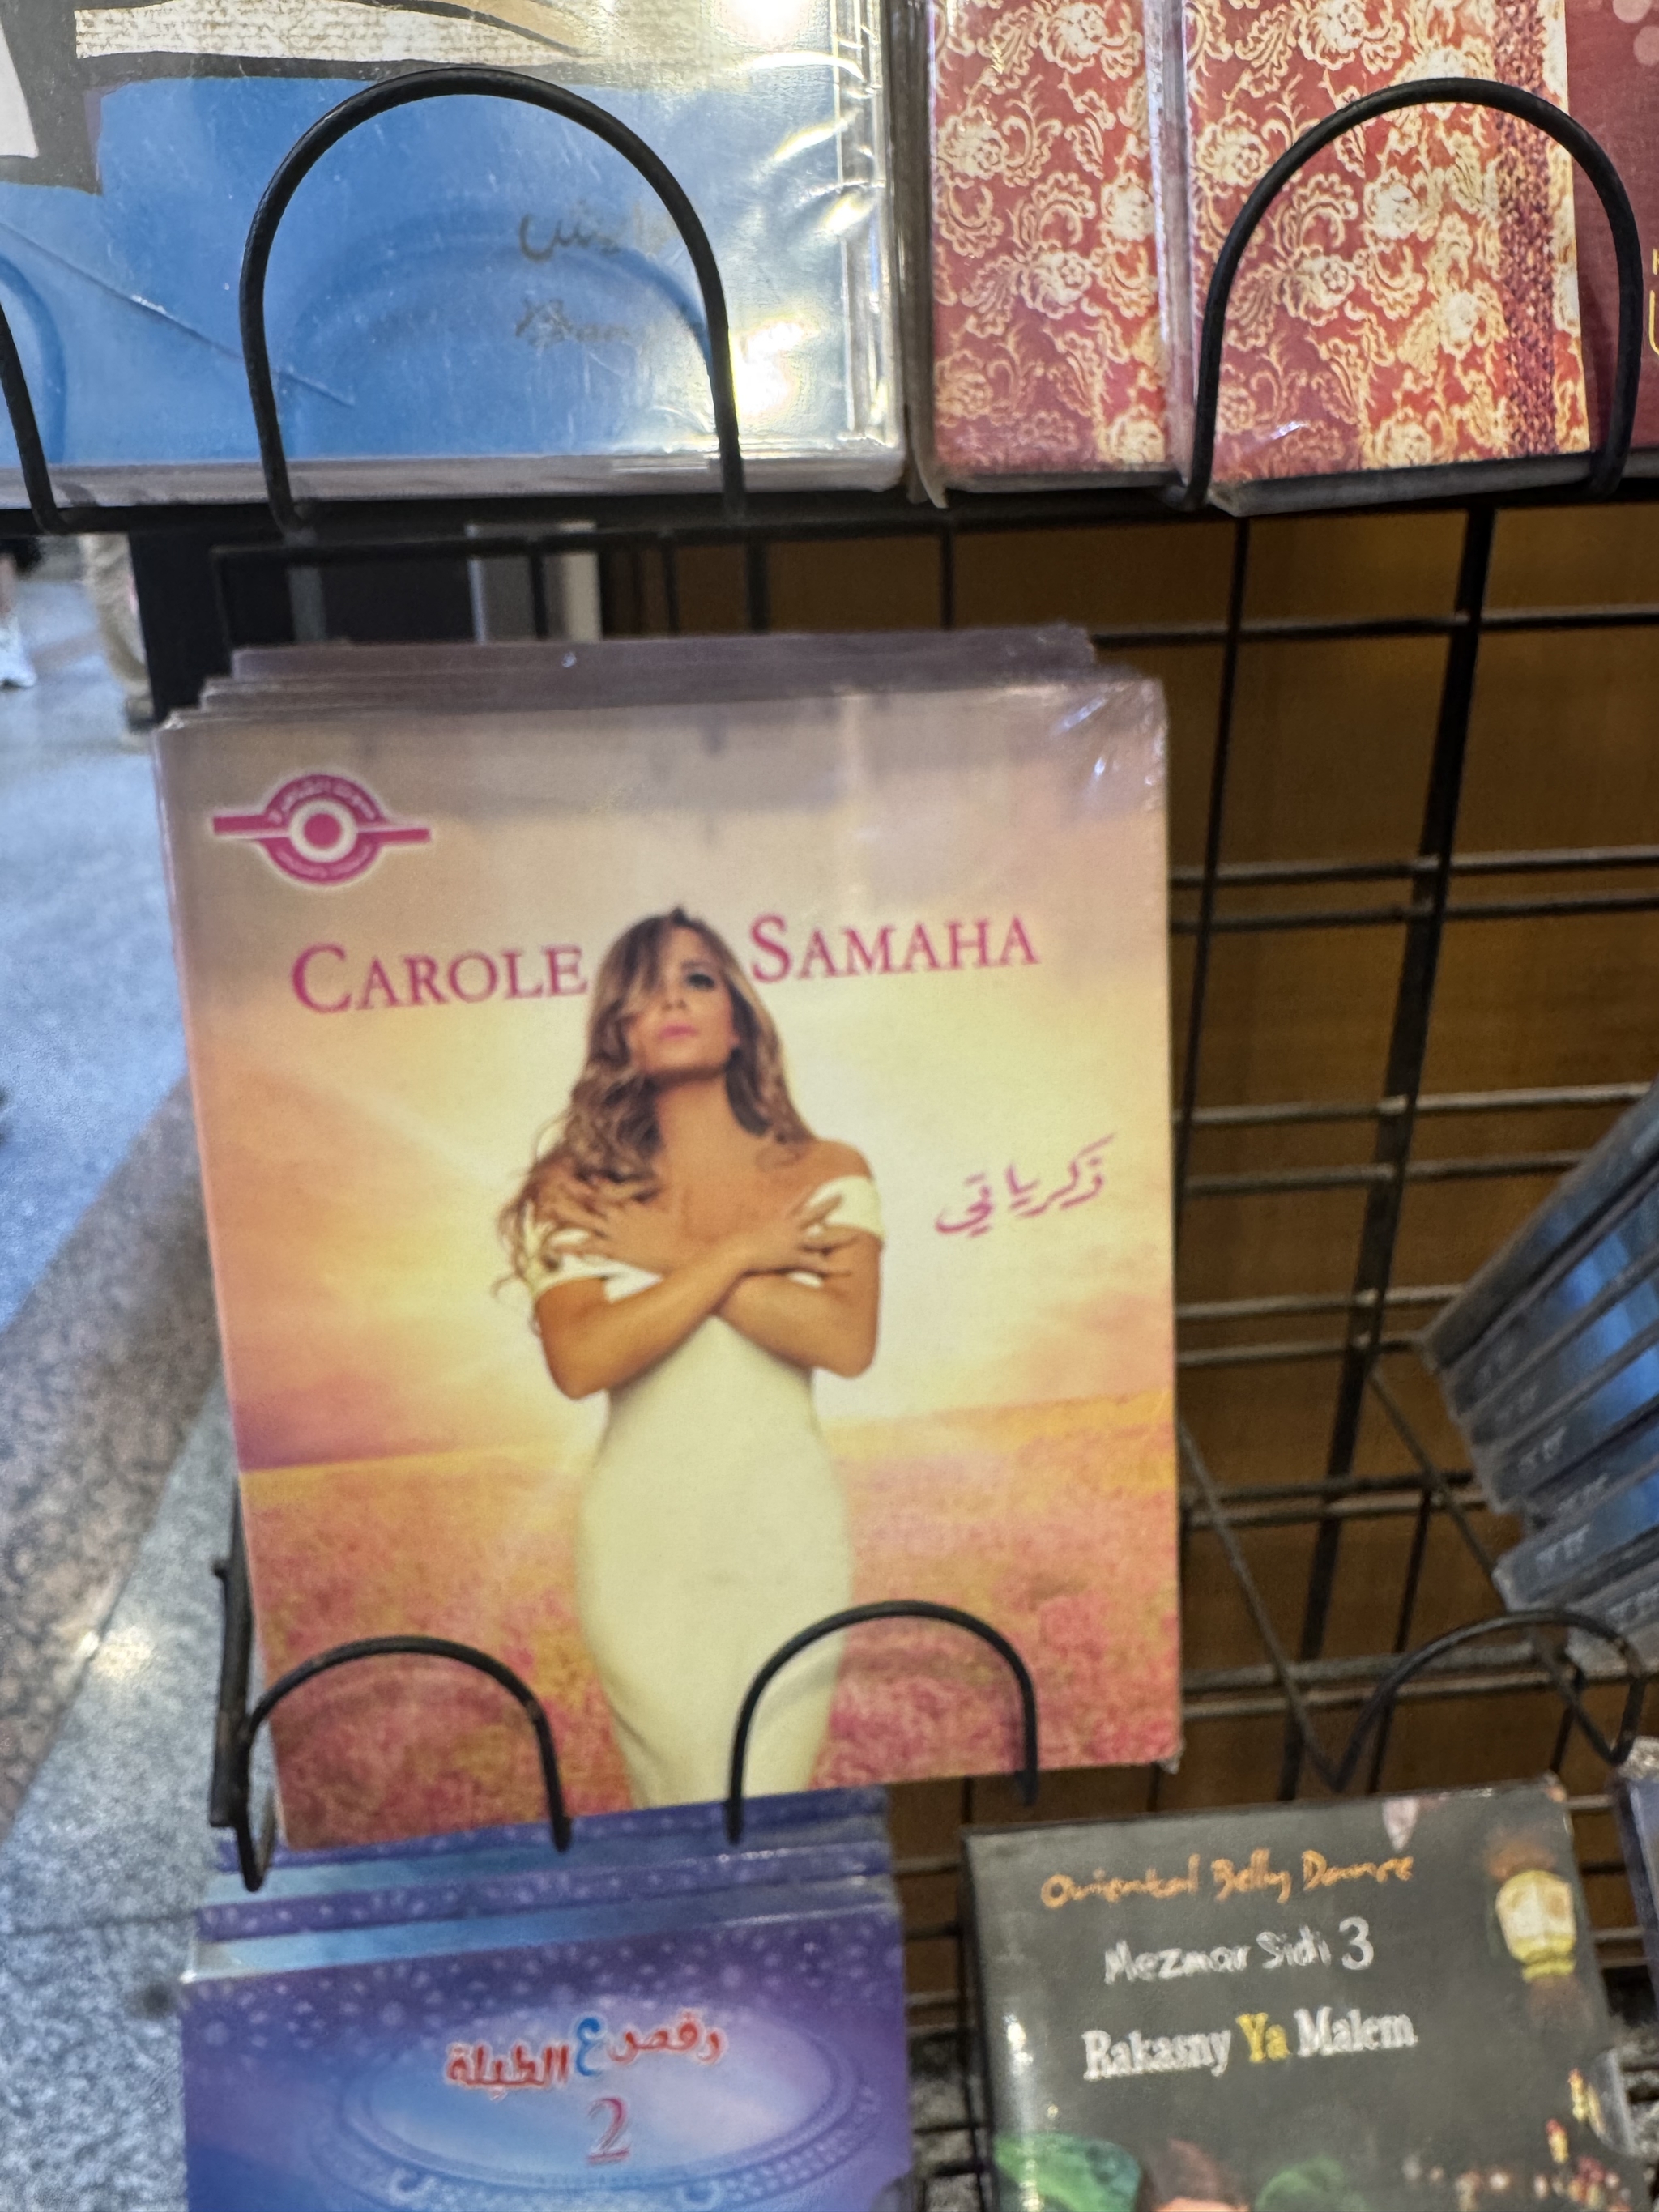 CAROLE SAMAHA
ذكرياتي
Oriental Belly Dance
Mezmar Sidi 3
Rakasny Ya Malem
رقص ع الطبلة
2